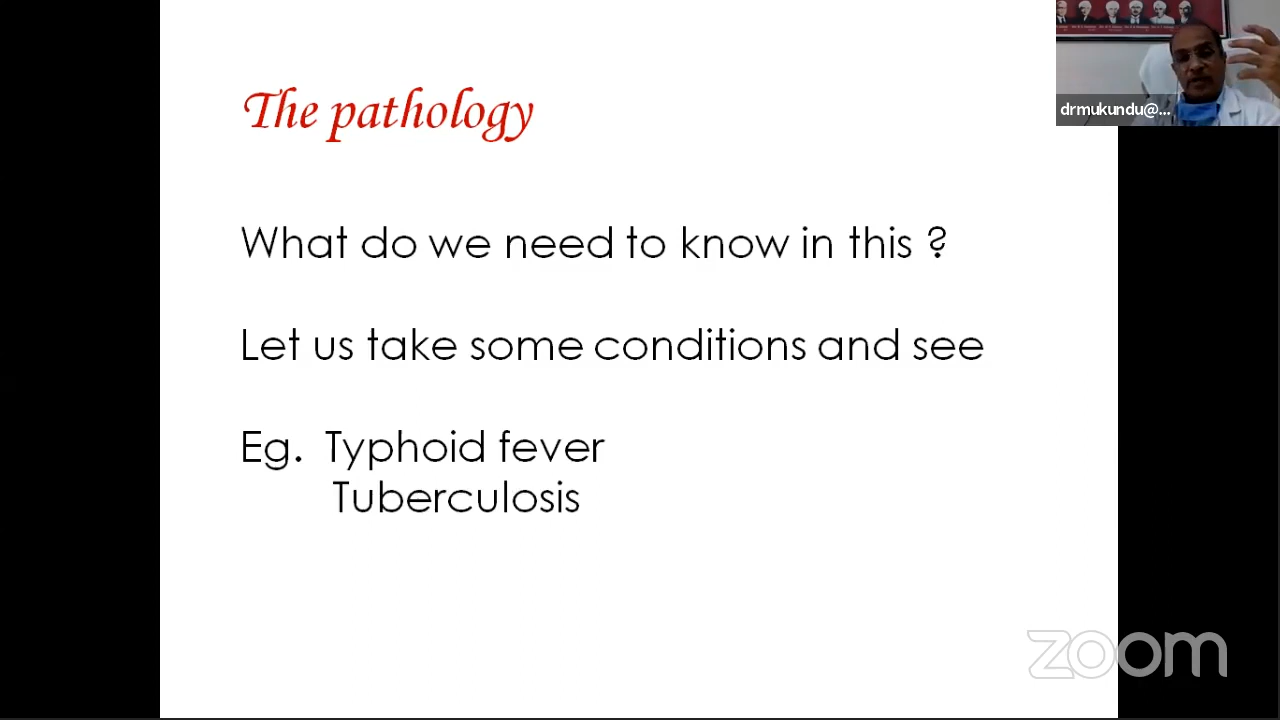 The pathology
drmukundu@...
What do we need to know in this ?
Let us take some conditions and see
Eg. Typhoid fever
Tuberculosis
zoom